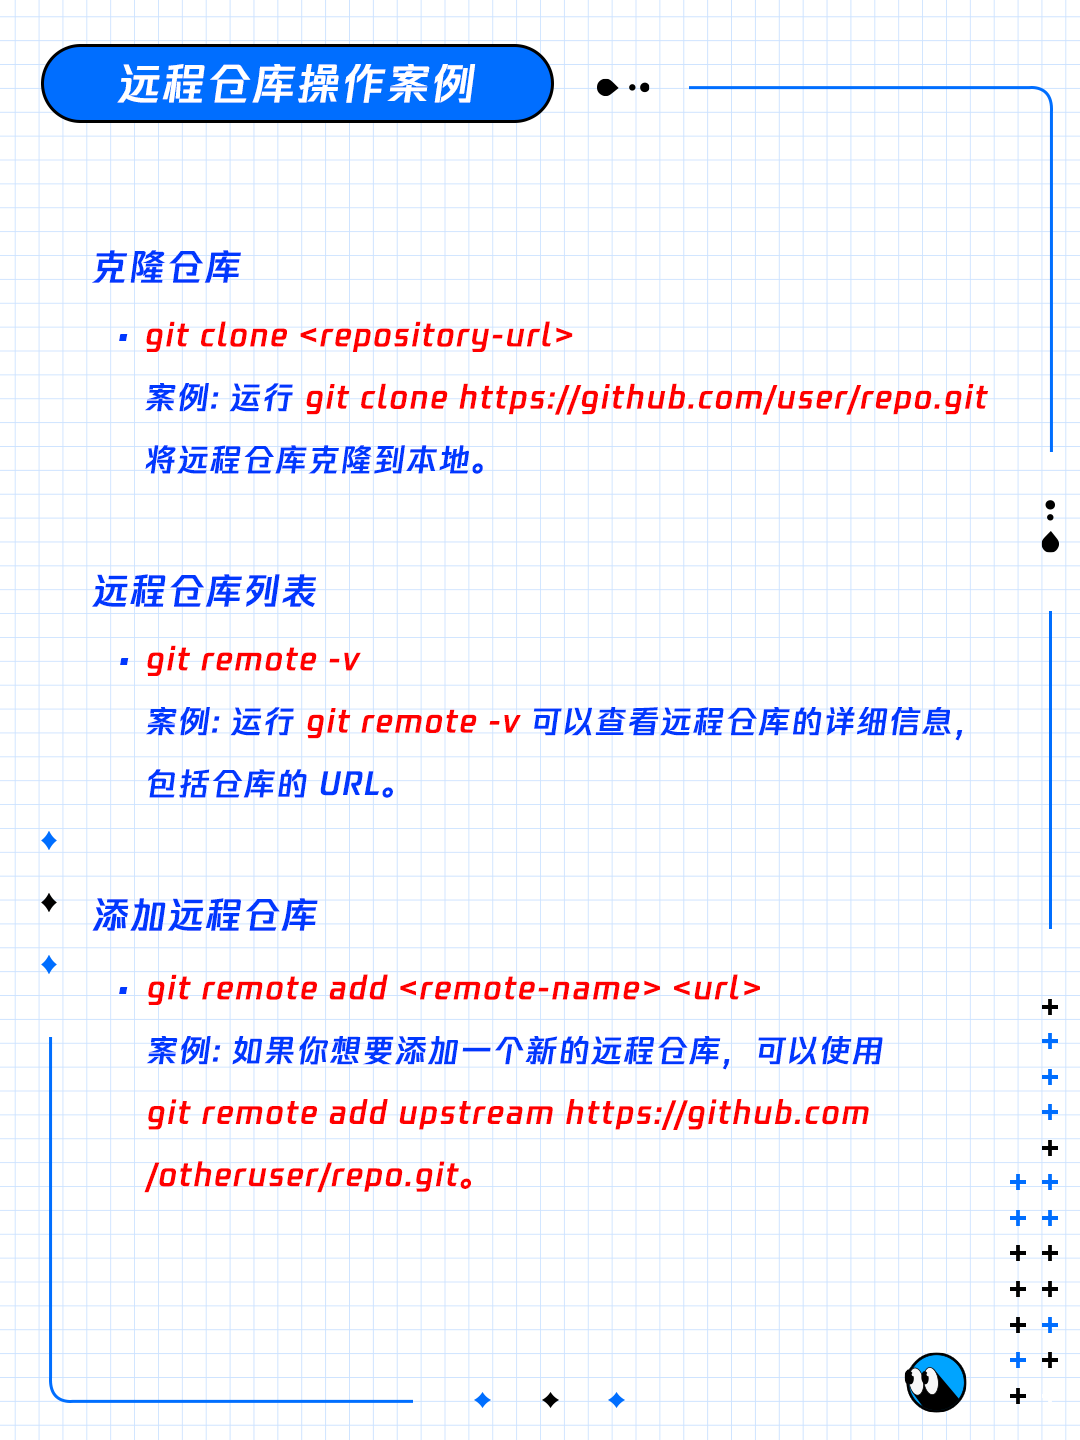 远程仓库操作案例
克隆仓库
· git clone <repository-url>
案例: 运行 git clone https://github.com/user/repo.git
将远程仓库克隆到本地。
远程仓库列表
· git remote -v
案例: 运行 git remote -v 可以查看远程仓库的详细信息,
包括仓库的 URL。
添加远程仓库
· git remote add <remote-name> <url>
案例: 如果你想要添加一个新的远程仓库, 可以使用
git remote add upstream https://github.com
/otheruser/repo.git。